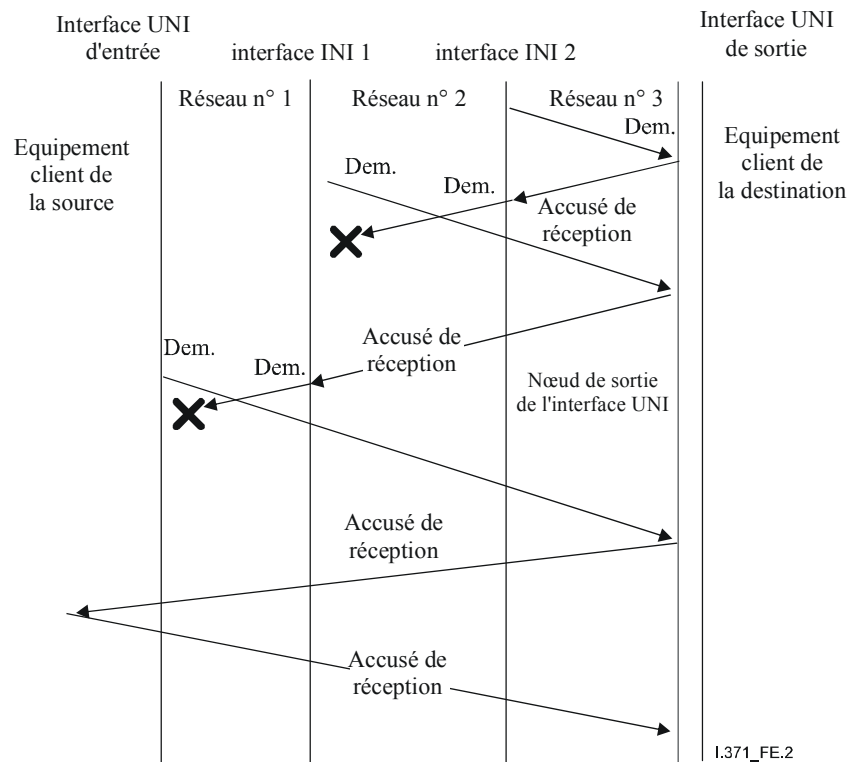 Interface UNI
d'entrée
interface INI 1
interface INI 2
Interface UNI
de sortie
Réseau n° 1
Réseau n° 2
Réseau n° 3
Dem.
Equipement
client de
la source
Equipement
client de
la destination
Dem.
Dem.
Accusé de
réception
Accusé de
réception
Dem.
Dem.
Nœud de sortie
de l'interface UNI
Accusé de
réception
Accusé de
réception
I.371_FE.2